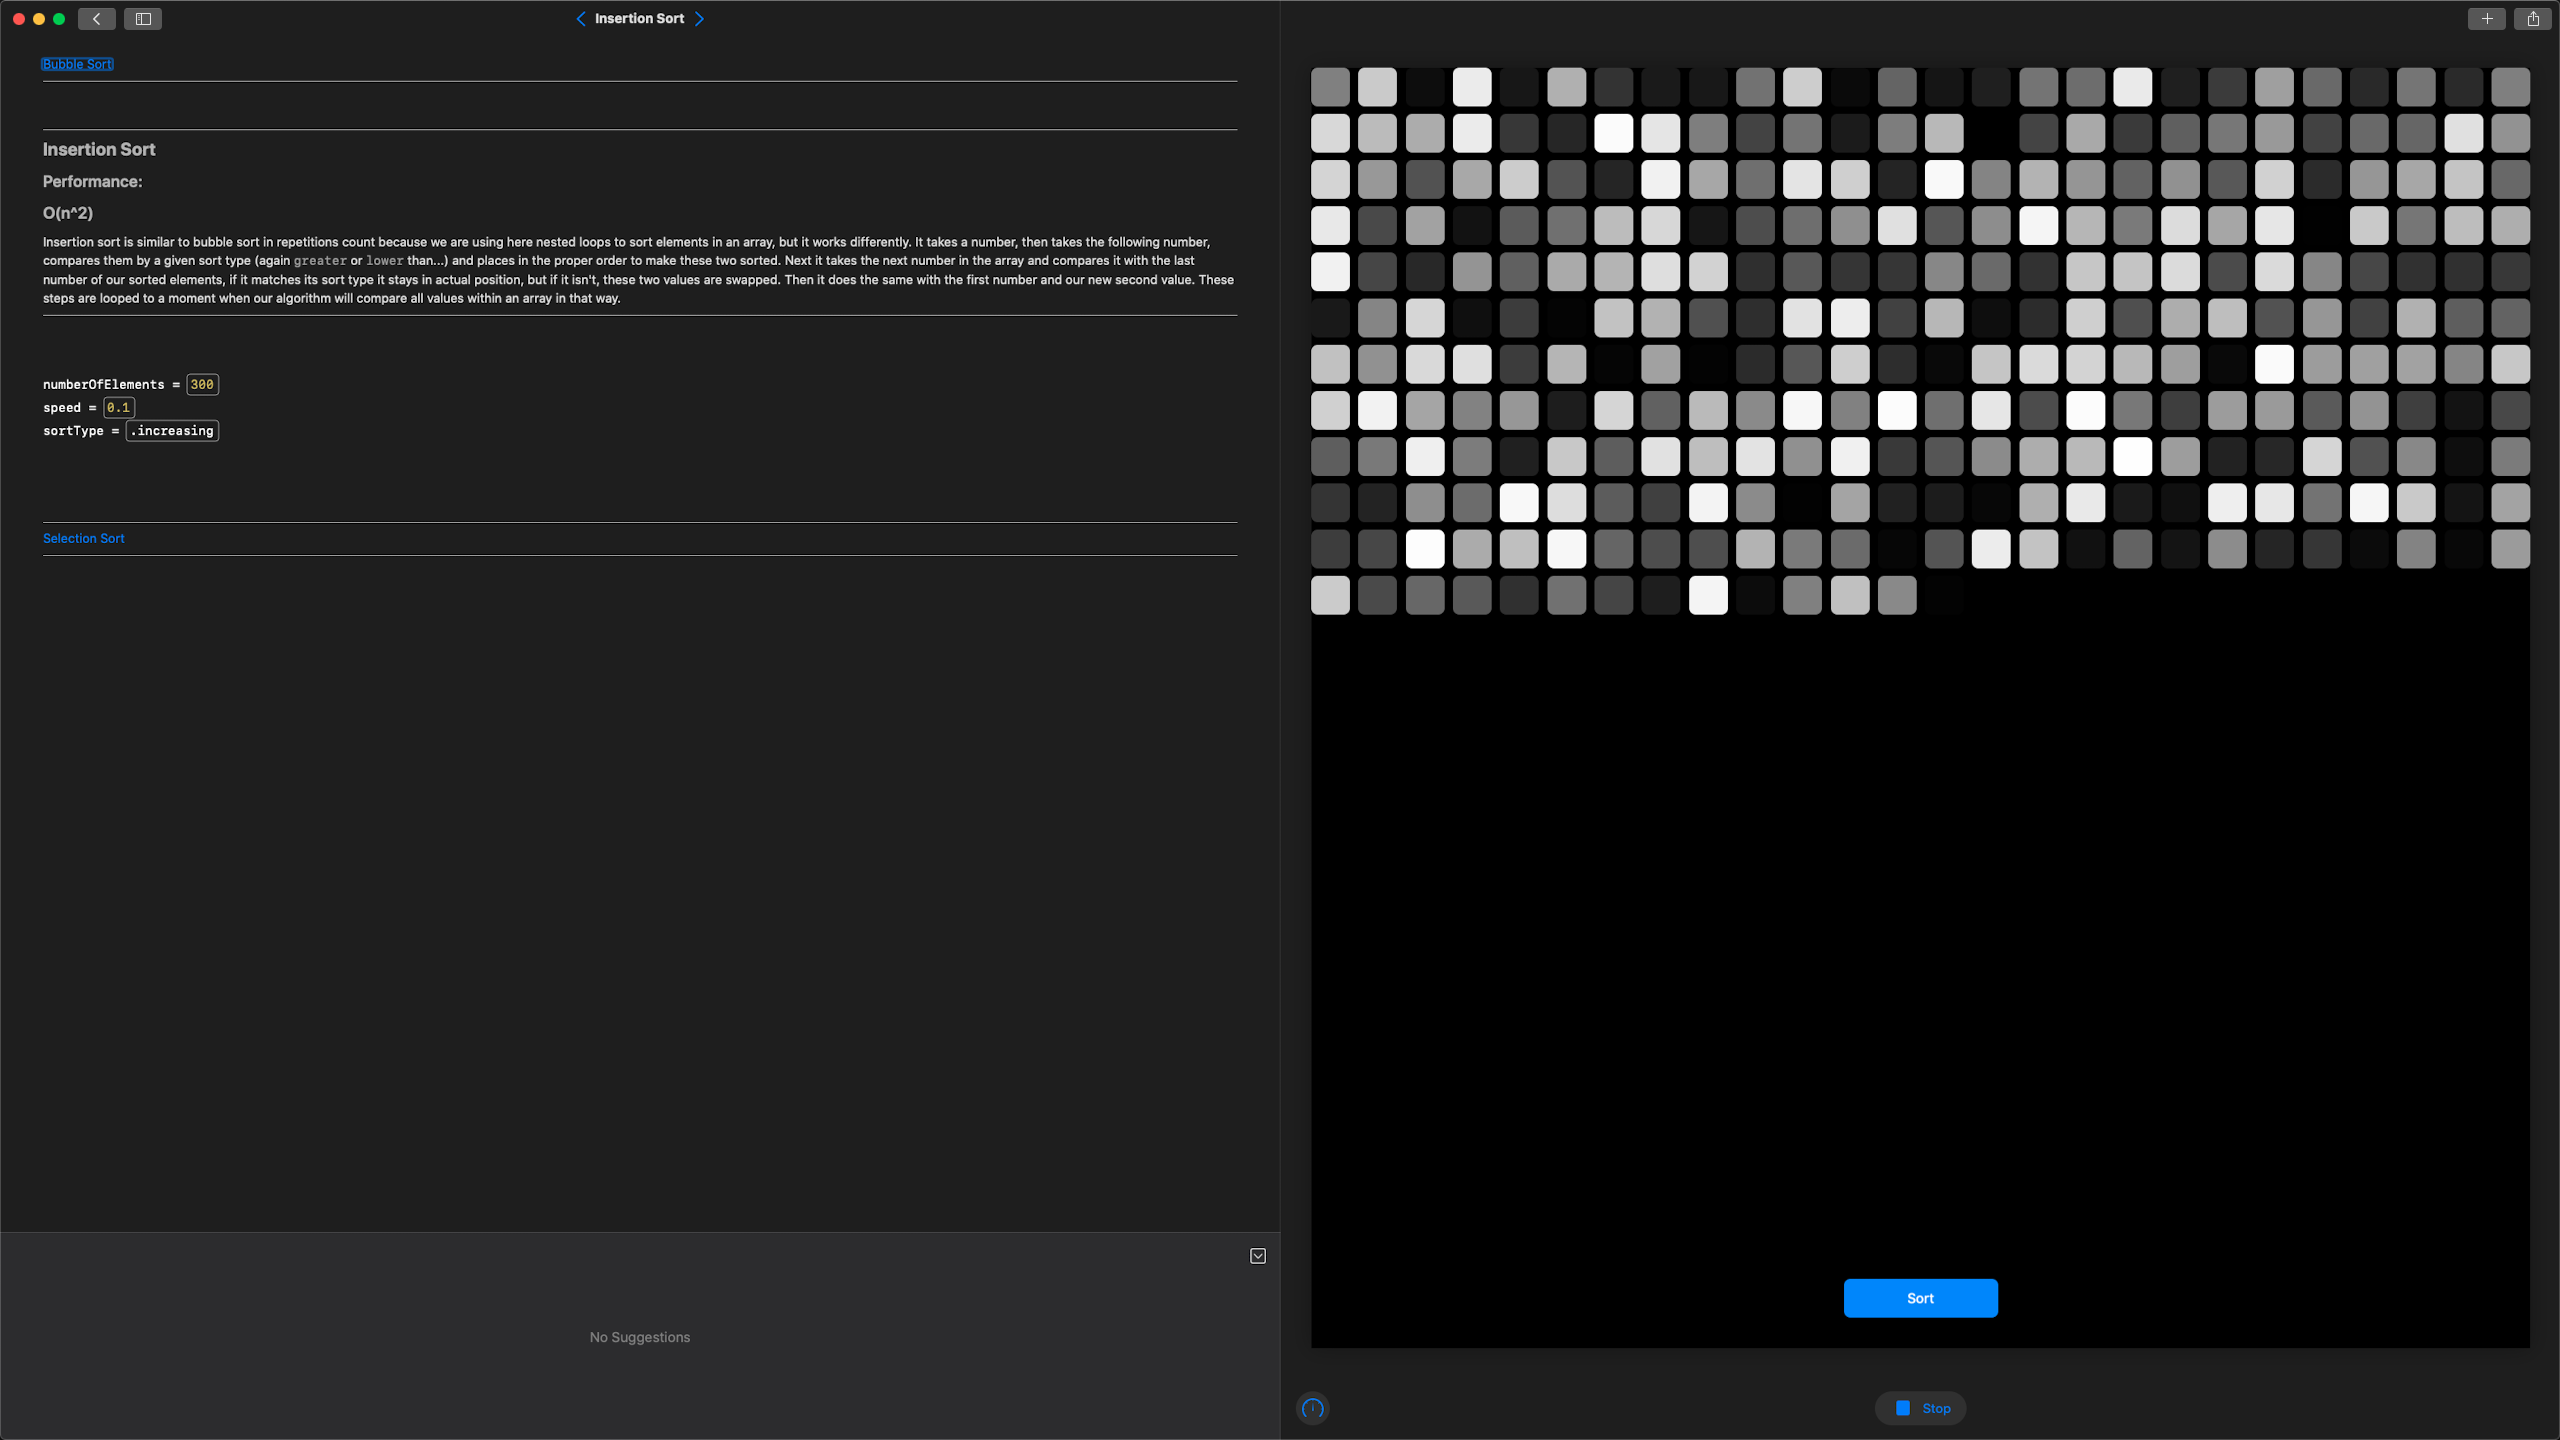 Insertion Sort
Bubble Sort
Insertion Sort
Performance:
O(n^2)
Insertion sort is similar to bubble sort in repetitions count because we are using here nested loops to sort elements in an array, but it works differently. It takes a number, then takes the following number,
compares them by a given sort type (again greater or lower than...) and places in the proper order to make these two sorted. Next it takes the next number in the array and compares it with the last
number of our sorted elements, if it matches its sort type it stays in actual position, but if it isn't, these two values are swapped. Then it does the same with the first number and our new second value. These
steps are looped to a moment when our algorithm will compare all values within an array in that way.
numberOfElements = 300
speed = 0.1
sortType = .increasing
Selection Sort
No Suggestions
Sort
Stop